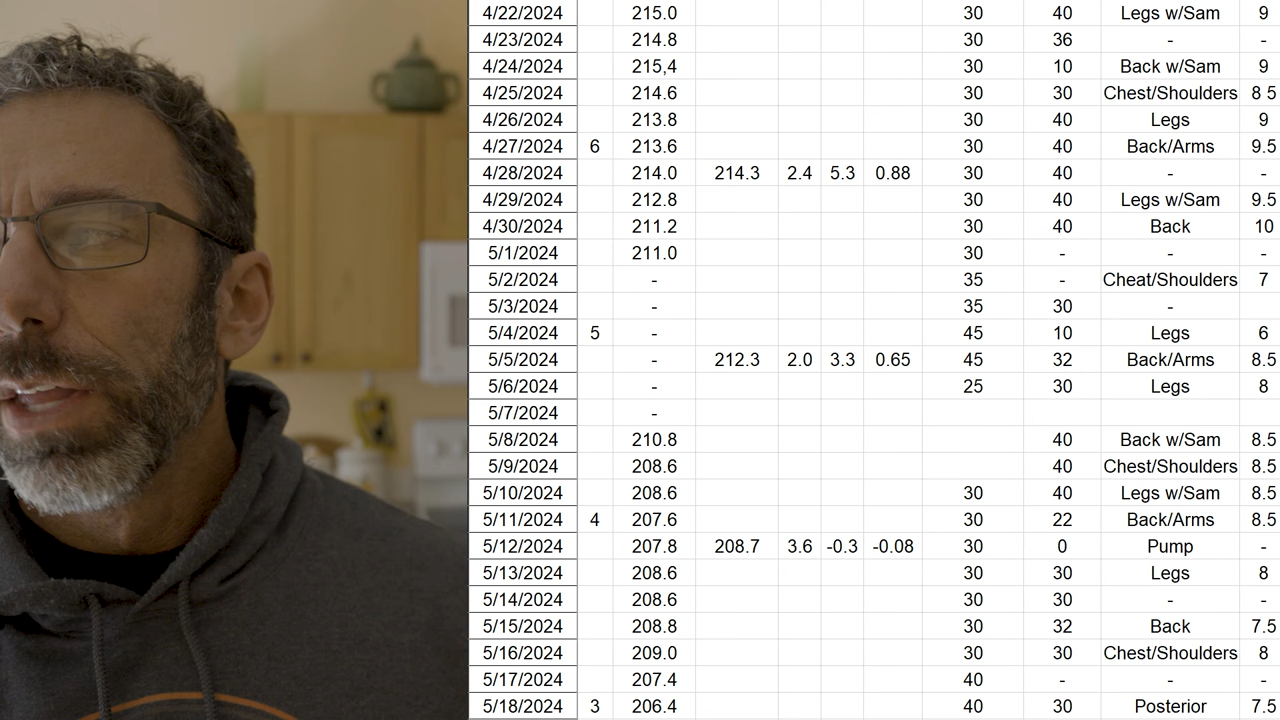 4/22/2024 215.0 30 40 Legs w/Sam 9
4/23/2024 214.8 30 36 - -
4/24/2024 215,4 30 10 Back w/Sam 9
4/25/2024 214.6 30 30 Chest/Shoulders 8 5
4/26/2024 213.8 30 40 Legs 9
4/27/2024 6 213.6 30 40 Back/Arms 9.5
4/28/2024 214.0 214.3 2.4 5.3 0.88 30 40 - -
4/29/2024 212.8 30 40 Legs w/Sam 9.5
4/30/2024 211.2 30 40 Back 10
5/1/2024 211.0 30 - - -
5/2/2024 - 35 - Cheat/Shoulders 7
5/3/2024 - 35 30 -
5/4/2024 5 - 45 10 Legs 6
5/5/2024 - 212.3 2.0 3.3 0.65 45 32 Back/Arms 8.5
5/6/2024 - 25 30 Legs 8
5/7/2024 -
5/8/2024 210.8 40 Back w/Sam 8.5
5/9/2024 208.6 40 Chest/Shoulders 8.5
5/10/2024 208.6 30 40 Legs w/Sam 8.5
5/11/2024 4 207.6 30 22 Back/Arms 8.5
5/12/2024 207.8 208.7 3.6 -0.3 -0.08 30 0 Pump -
5/13/2024 208.6 30 30 Legs 8
5/14/2024 208.6 30 30 - -
5/15/2024 208.8 30 32 Back 7.5
5/16/2024 209.0 30 30 Chest/Shoulders 8
5/17/2024 207.4 40 - - -
5/18/2024 3 206.4 40 30 Posterior 7.5